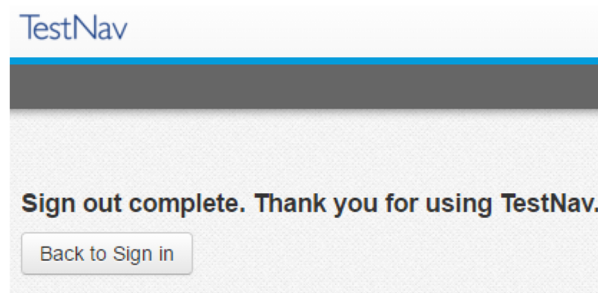 TestNav
Sign out complete. Thank you for using TestNav.
Back to Sign in